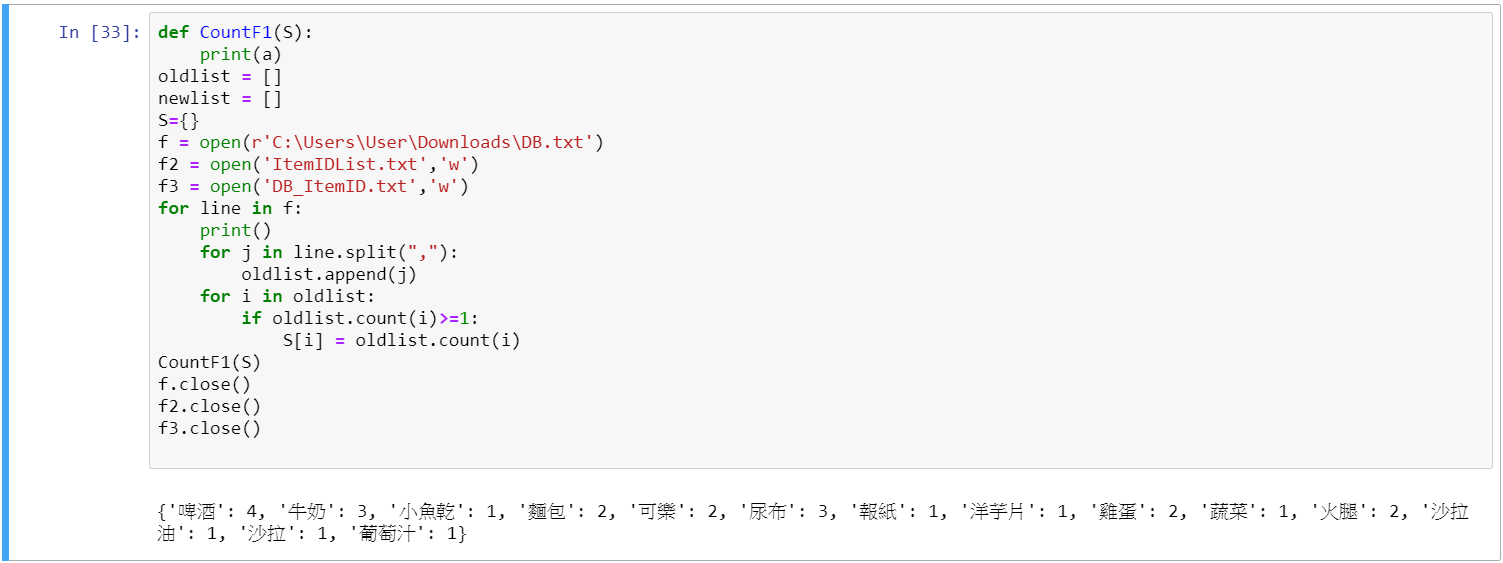 In [33]: def CountF1(S):
    print(a)
oldlist = []
newlist = []
S={}
f = open(r'C:\Users\User\Downloads\DB.txt')
f2 = open('ItemIDList.txt','w')
f3 = open('DB_ItemID.txt','w')
for line in f:
    print()
    for j in line.split(","):
        oldlist.append(j)
    for i in oldlist:
        if oldlist.count(i)>=1:
            S[i] = oldlist.count(i)
CountF1(S)
f.close()
f2.close()
f3.close()
{'啤酒': 4, '牛奶': 3, '小魚乾': 1, '麵包': 2, '可樂': 2, '尿布': 3, '報紙': 1, '洋芋片': 1, '雞蛋': 2, '蔬菜': 1, '火腿': 2, '沙拉
油': 1, '沙拉': 1, '葡萄汁': 1}